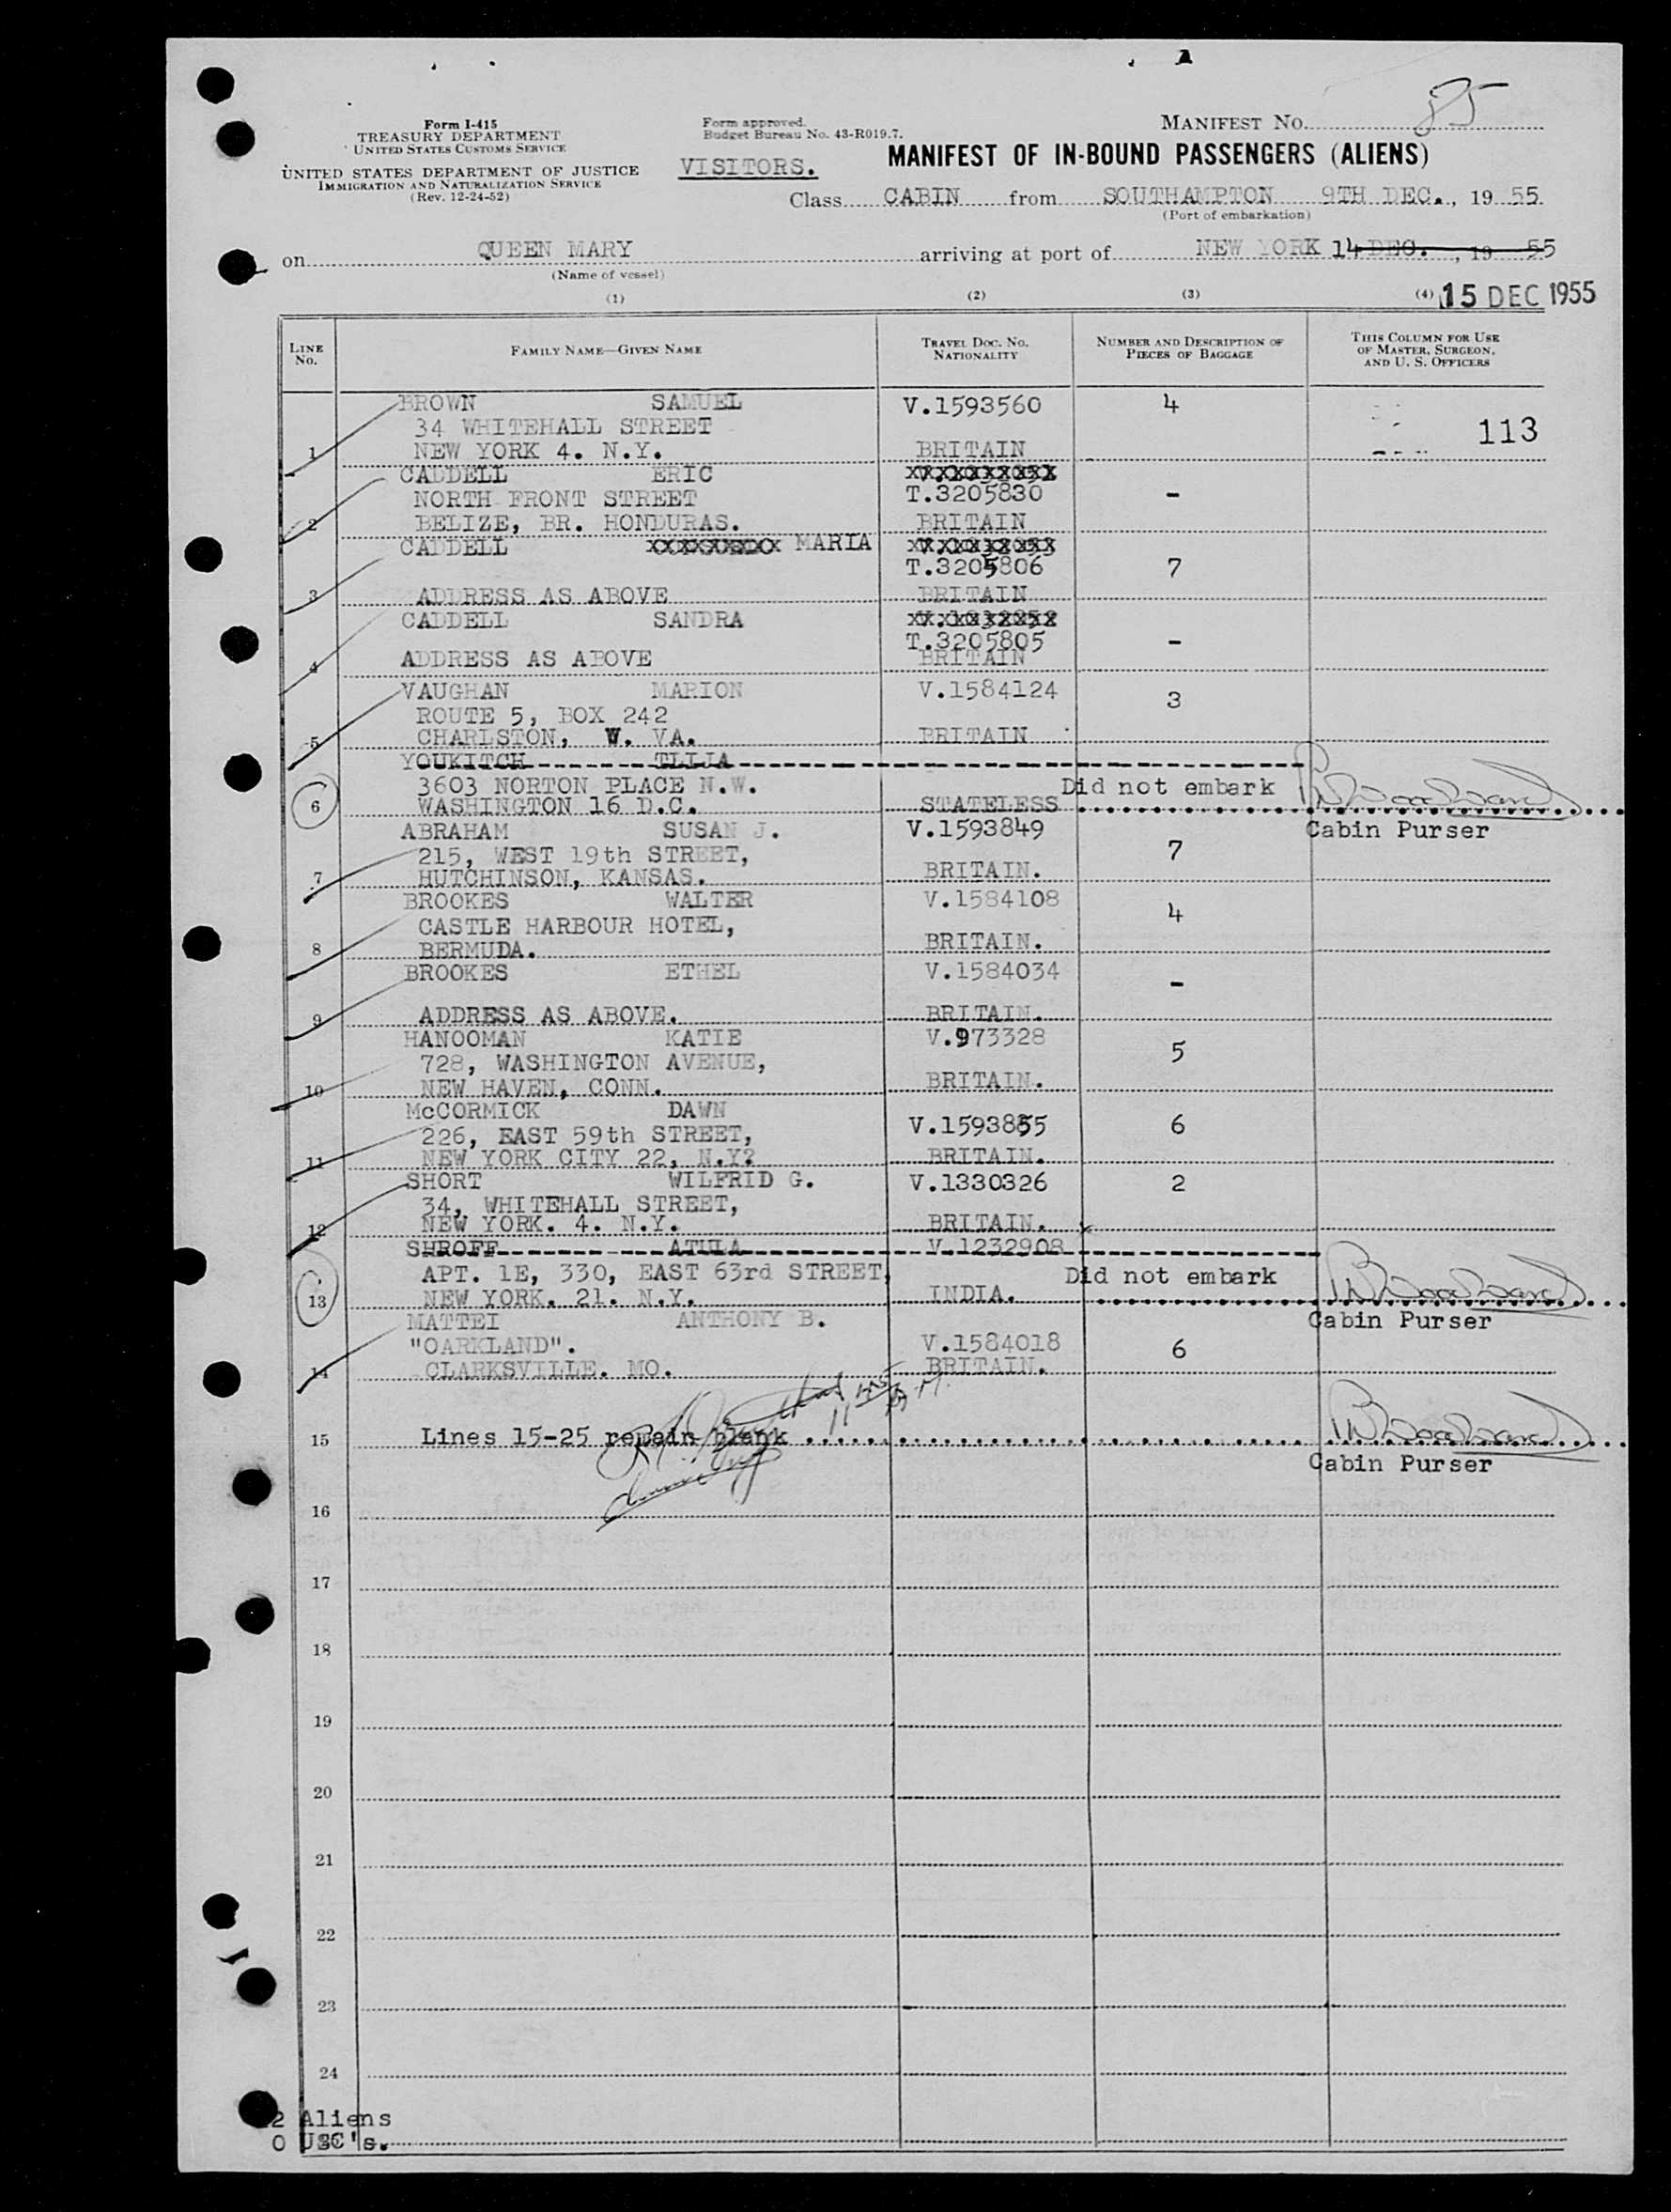 85
Form I-415
TREASURY DEPARTMENT
UNITED STATES CUSTOMS SERVICE
UNITED STATES DEPARTMENT OF JUSTICE
IMMIGRATION AND NATURALIZATION SERVICE
(Rev. 12-24-52)
Form approved.
Budget Bureau No. 43-R019.7.
MANIFEST NO.
VISITORS.
MANIFEST OF IN-BOUND PASSENGERS (ALIENS)
Class CABIN from SOUTHAMPTON 9TH DEC., 19 55
(Port of embarkation)
on QUEEN MARY arriving at port of NEW YORK 14 DEC., 19 55
(Name of vessel)
(1) (2) (3) (4) 15 DEC 1955
LINE NO. FAMILY NAME—GIVEN NAME TRAVEL DOC. NO. NATIONALITY NUMBER AND DESCRIPTION OF PIECES OF BAGGAGE THIS COLUMN FOR USE OF MASTER, SURGEON, AND U. S. OFFICERS
BROWN SAMUEL V.1593560 4
34 WHITEHALL STREET 113
1 NEW YORK 4. N.Y. BRITAIN
CADDELL ERIC
NORTH FRONT STREET T.3205830 -
2 BELIZE, BR. HONDURAS. BRITAIN
CADDELL MARIA
T.3205806 7
3 ADDRESS AS ABOVE BRITAIN
CADDELL SANDRA
T.3205805 -
4 ADDRESS AS ABOVE BRITAIN
VAUGHAN MARION V.1584124 3
ROUTE 5, BOX 242
5 CHARLSTON, W. VA. BRITAIN
YOUKITCH
3603 NORTON PLACE N.W. Did not embark
6 WASHINGTON 16 D.C. STATELESS
ABRAHAM SUSAN J. V.1593849 Cabin Purser
215, WEST 19th STREET, 7
7 HUTCHINSON, KANSAS. BRITAIN.
BROOKES WALTER V.1584108 4
CASTLE HARBOUR HOTEL,
8 BERMUDA. BRITAIN.
BROOKES ETHEL V.1584034 -
9 ADDRESS AS ABOVE. BRITAIN.
HANOOMAN KATIE V.973328 5
728, WASHINGTON AVENUE,
10 NEW HAVEN, CONN. BRITAIN.
McCORMICK DAWN V.1593855 6
226, EAST 59th STREET,
11 NEW YORK CITY 22, N.Y? BRITAIN.
SHORT WILFRID G. V.1330326 2
34, WHITEHALL STREET,
12 NEW YORK. 4. N.Y. BRITAIN.
SHROFF ATULA V.1232908
APT. 1E, 330, EAST 63rd STREET, Did not embark
13 NEW YORK. 21. N.Y. INDIA.
MATTEI ANTHONY B. Cabin Purser
"OARKLAND". V.1584018 6
14 CLARKSVILLE. MO. BRITAIN.
15 Lines 15-25 remain blank
Cabin Purser
16
17
18
19
20
21
22
23
24
2 Aliens
0 USC's.